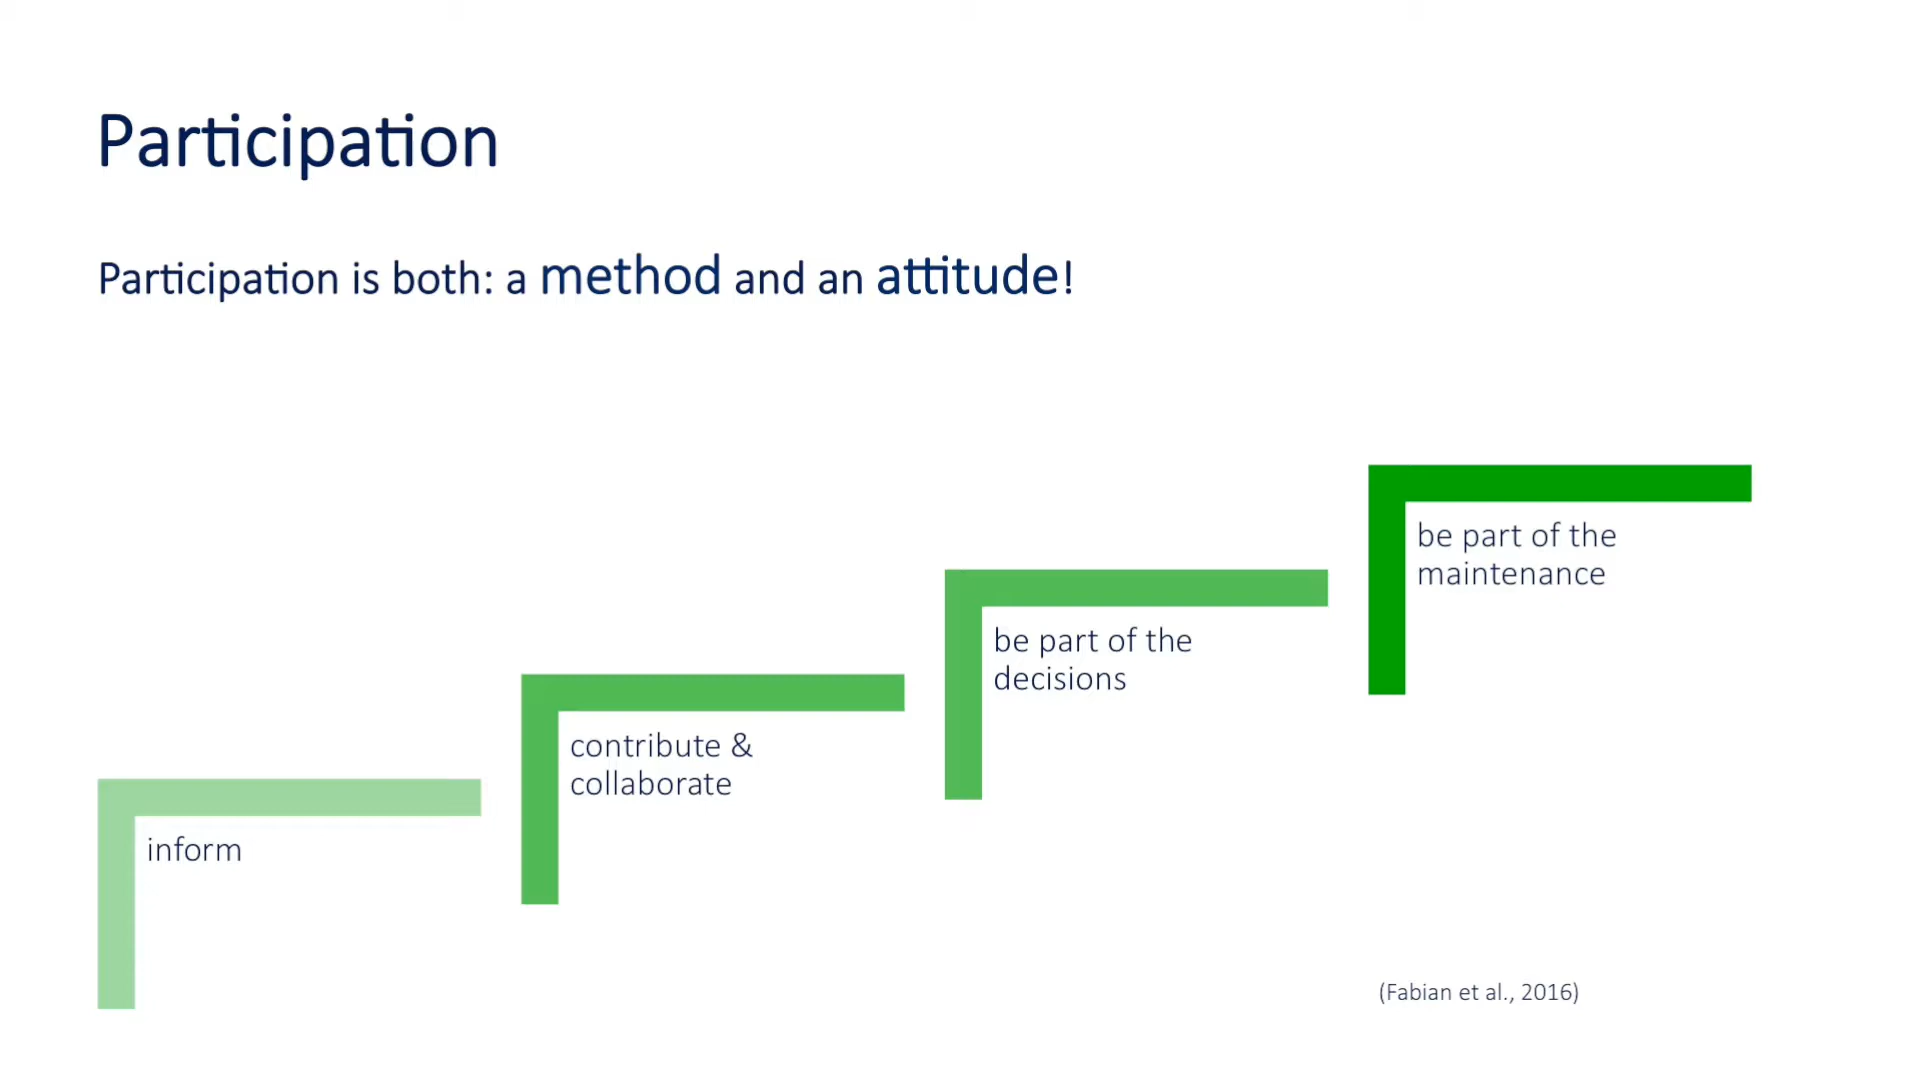 Participation
Participation is both: a method and an attitude!
inform
contribute &
collaborate
be part of the
decisions
be part of the
maintenance
(Fabian et al., 2016)